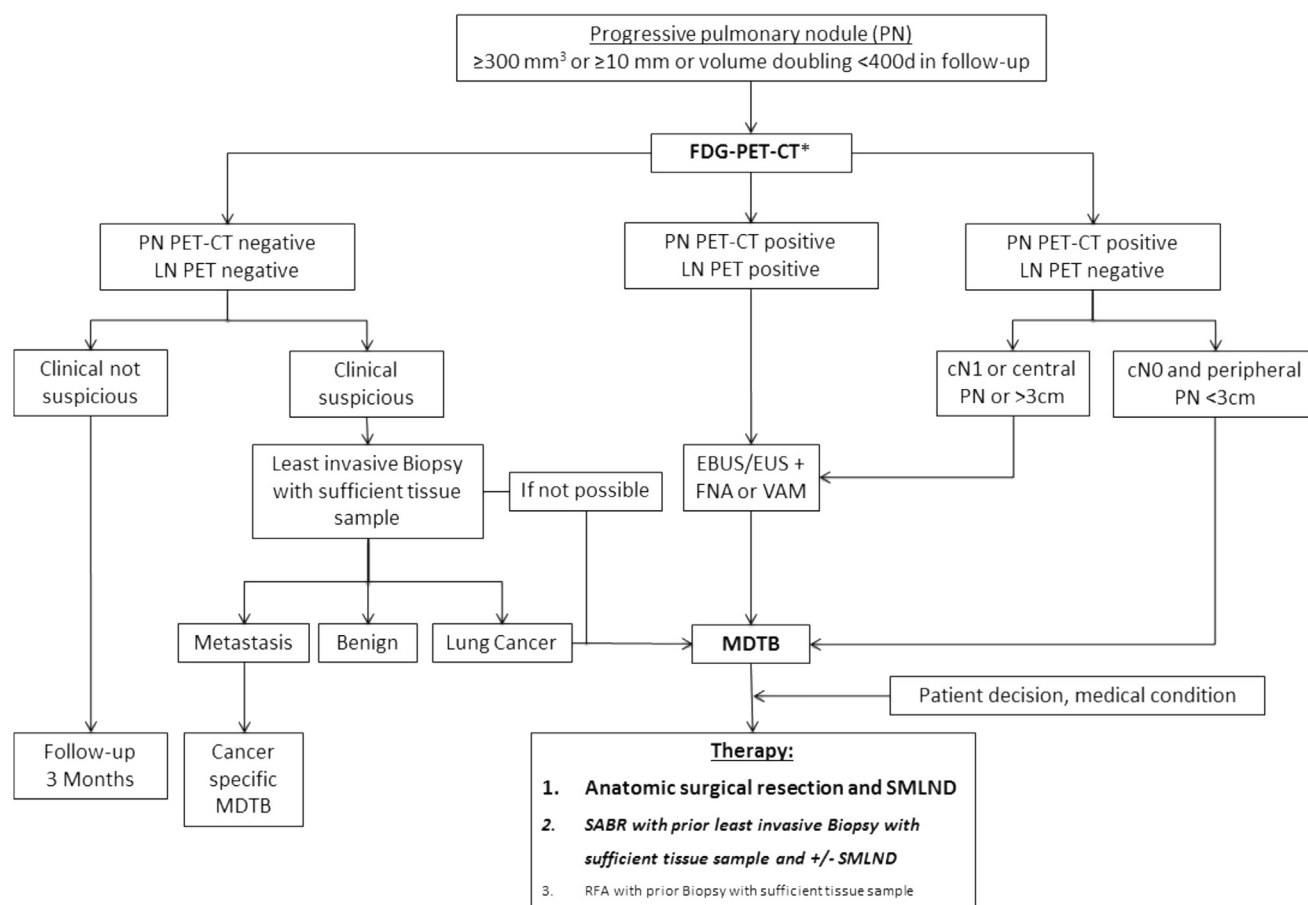 Progressive pulmonary nodule (PN)
≥300 mm³ or ≥10 mm or volume doubling <400d in follow-up
FDG-PET-CT*
PN PET-CT negative
LN PET negative
PN PET-CT positive
LN PET positive
PN PET-CT positive
LN PET negative
Clinical not
suspicious
Clinical
suspicious
cN1 or central
PN or >3cm
cN0 and peripheral
PN <3cm
Least invasive Biopsy
with sufficient tissue
sample
If not possible
EBUS/EUS +
FNA or VAM
Metastasis
Benign
Lung Cancer
MDTB
Patient decision, medical condition
Follow-up
3 Months
Cancer
specific
MDTB
Therapy:
1. Anatomic surgical resection and SMLND
2. SABR with prior least invasive Biopsy with
sufficient tissue sample and +/- SMLND
3. RFA with prior Biopsy with sufficient tissue sample